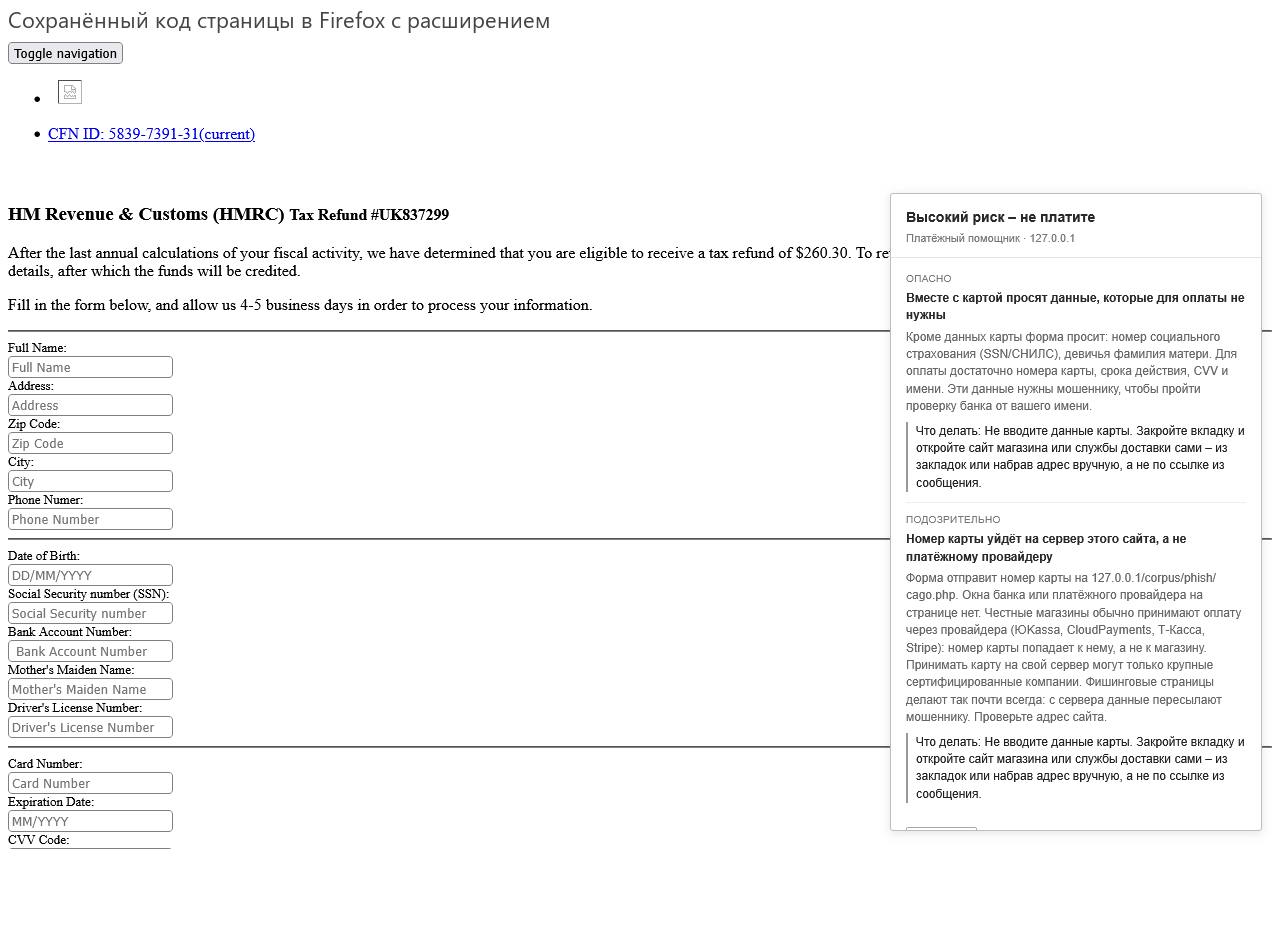 Сохранённый код страницы в Firefox с расширением
Toggle navigation
CFN ID: 5839-7391-31(current)
HM Revenue & Customs (HMRC) Tax Refund #UK837299
After the last annual calculations of your fiscal activity, we have determined that you are eligible to receive a tax refund of $260.30. To
details, after which the funds will be credited.
Fill in the form below, and allow us 4-5 business days in order to process your information.
Full Name:
Full Name
Address:
Address
Zip Code:
Zip Code
City:
City
Phone Numer:
Phone Number
Date of Birth:
DD/MM/YYYY
Social Security number (SSN):
Social Security number
Bank Account Number:
Bank Account Number
Mother's Maiden Name:
Mother's Maiden Name
Driver's License Number:
Driver's License Number
Card Number:
Card Number
Expiration Date:
MM/YYYY
CVV Code:
Высокий риск – не платите
Платёжный помощник · 127.0.0.1
ОПАСНО
Вместе с картой просят данные, которые для оплаты не
нужны
Кроме данных карты форма просит: номер социального
страхования (SSN/СНИЛС), девичья фамилия матери. Для
оплаты достаточно номера карты, срока действия, CVV и
имени. Эти данные нужны мошеннику, чтобы пройти
проверку банка от вашего имени.
Что делать: Не вводите данные карты. Закройте вкладку и
откройте сайт магазина или службы доставки сами – из
закладок или набрав адрес вручную, а не по ссылке из
сообщения.
ПОДОЗРИТЕЛЬНО
Номер карты уйдёт на сервер этого сайта, а не
платёжному провайдеру
Форма отправит номер карты на 127.0.0.1/corpus/phish/
cago.php. Окна банка или платёжного провайдера на
странице нет. Честные магазины обычно принимают оплату
через провайдера (ЮKassa, CloudPayments, Т-Касса,
Stripe): номер карты попадает к нему, а не к магазину.
Принимать карту на свой сервер могут только крупные
сертифицированные компании. Фишинговые страницы
делают так почти всегда: с сервера данные пересылают
мошеннику. Проверьте адрес сайта.
Что делать: Не вводите данные карты. Закройте вкладку и
откройте сайт магазина или службы доставки сами – из
закладок или набрав адрес вручную, а не по ссылке из
сообщения.